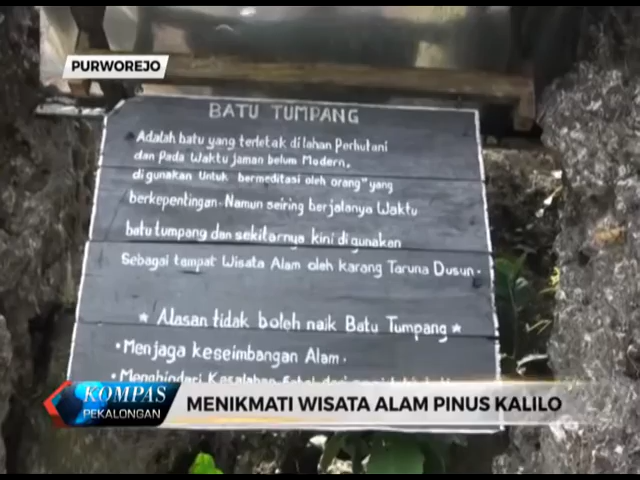 PURWOREJO
BATU TUMPANG
• Adalah batu yang terletak di lahan Perhutani
dan Pada Waktu jaman belum Modern.
di gunakan Untuk bermeditasi oleh orang" yang
berkepentingan. Namun seiring berjalanya Waktu
batu tumpang dan sekitarnya kini di gunakan
Sebagai tempat Wisata Alam oleh karang Taruna Dusun.
* Alasan tidak boleh naik Batu Tumpang *
• Menjaga keseimbangan Alam.
• Menghindari Kesalahan
KOMPAS
PEKALONGAN
MENIKMATI WISATA ALAM PINUS KALILO